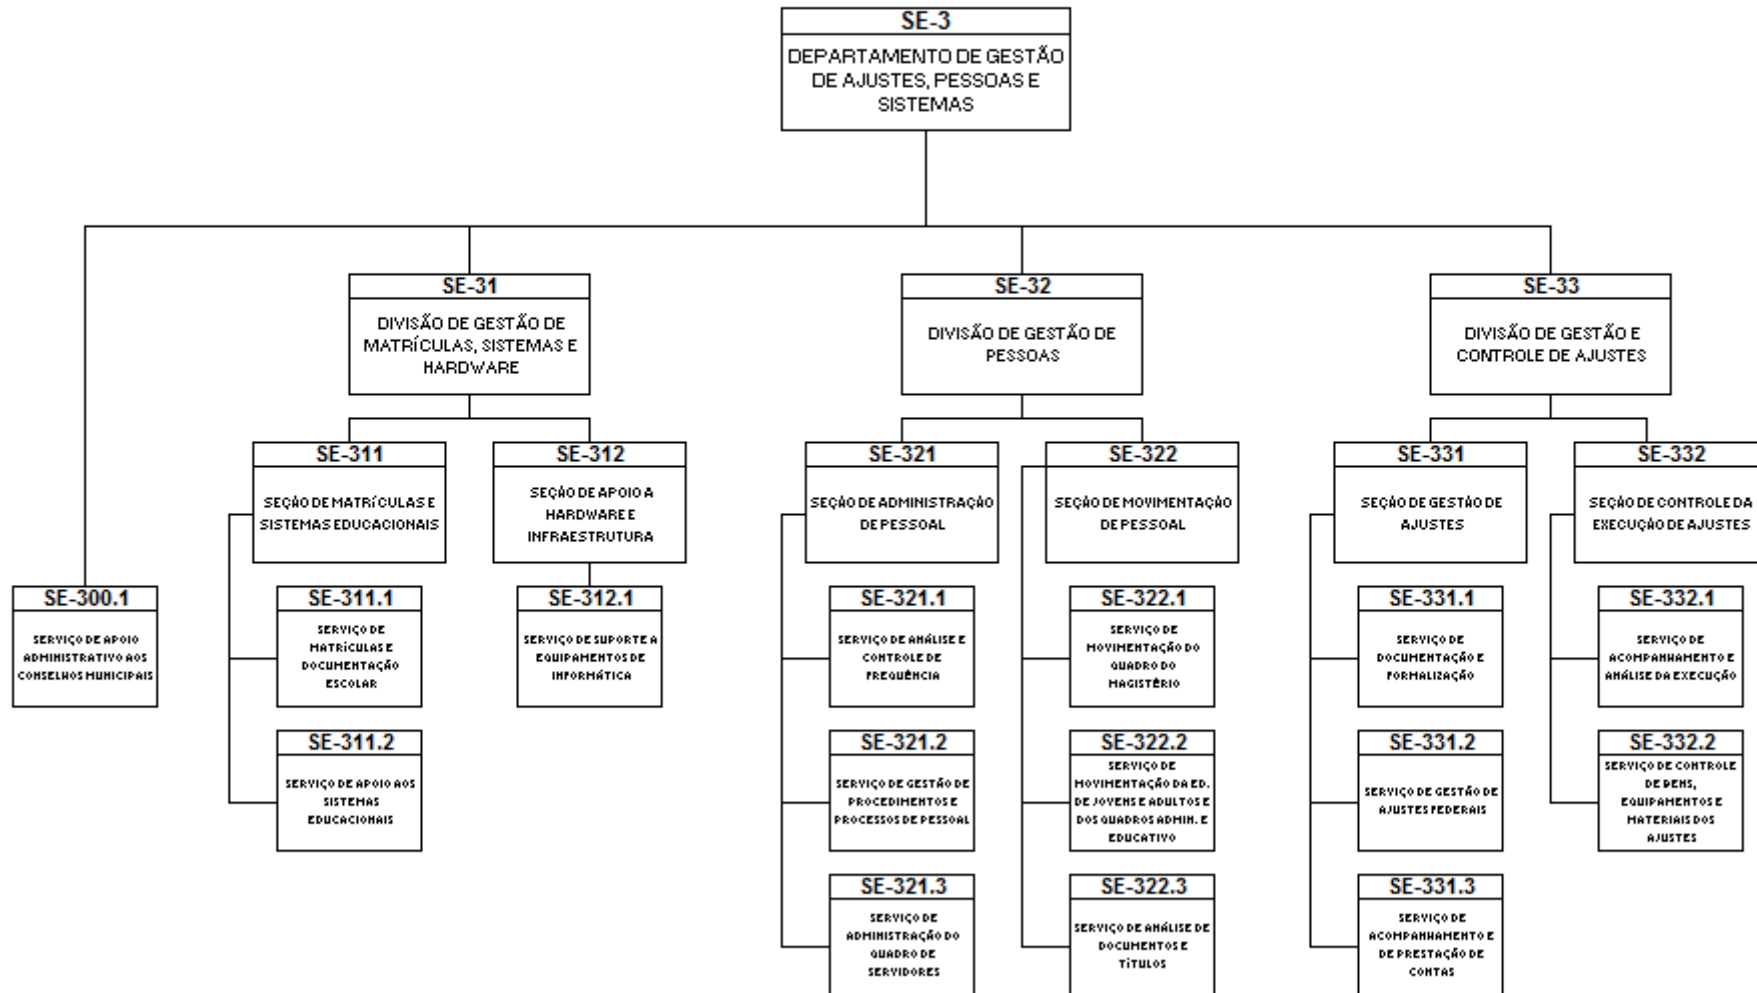 SE-3
DEPARTAMENTO DE GESTÃO
DE AJUSTES, PESSOAS E
SISTEMAS
SE-31
DIVISÃO DE GESTÃO DE
MATRÍCULAS, SISTEMAS E
HARDWARE
SE-32
DIVISÃO DE GESTÃO DE
PESSOAS
SE-33
DIVISÃO DE GESTÃO E
CONTROLE DE AJUSTES
SE-311
SEÇÃO DE MATRÍCULAS E
SISTEMAS EDUCACIONAIS
SE-312
SEÇÃO DE APOIO A
HARDWARE E
INFRAESTRUTURA
SE-321
SEÇÃO DE ADMINISTRAÇÃO
DE PESSOAL
SE-322
SEÇÃO DE MOVIMENTAÇÃO
DE PESSOAL
SE-331
SEÇÃO DE GESTÃO DE
AJUSTES
SE-332
SEÇÃO DE CONTROLE DA
EXECUÇÃO DE AJUSTES
SE-300.1
SERVIÇO DE APOIO
ADMINISTRATIVO AOS
CONSELHOS MUNICIPAIS
SE-311.1
SERVIÇO DE
MATRÍCULAS E
DOCUMENTAÇÃO
ESCOLAR
SE-312.1
SERVIÇO DE SUPORTE A
EQUIPAMENTOS DE
INFORMÁTICA
SE-321.1
SERVIÇO DE ANÁLISE E
CONTROLE DE
FREQUÊNCIA
SE-322.1
SERVIÇO DE
MOVIMENTAÇÃO DO
QUADRO DO
MAGISTÉRIO
SE-331.1
SERVIÇO DE
DOCUMENTAÇÃO E
FORMALIZAÇÃO
SE-332.1
SERVIÇO DE
ACOMPANHAMENTO E
ANÁLISE DA EXECUÇÃO
SE-311.2
SERVIÇO DE APOIO AOS
SISTEMAS
EDUCACIONAIS
SE-321.2
SERVIÇO DE GESTÃO DE
PROCEDIMENTOS E
PROCESSOS DE PESSOAL
SE-322.2
SERVIÇO DE
MOVIMENTAÇÃO DA ED.
DE JOVENS E ADULTOS E
DOS QUADROS ADMIN. E
EDUCATIVO
SE-331.2
SERVIÇO DE GESTÃO DE
AJUSTES FEDERAIS
SE-332.2
SERVIÇO DE CONTROLE
DE BENS,
EQUIPAMENTOS E
MATERIAIS DOS
AJUSTES
SE-321.3
SERVIÇO DE
ADMINISTRAÇÃO DO
QUADRO DE
SERVIDORES
SE-322.3
SERVIÇO DE ANÁLISE DE
DOCUMENTOS E
TÍTULOS
SE-331.3
SERVIÇO DE
ACOMPANHAMENTO E
DE PRESTAÇÃO DE
CONTAS